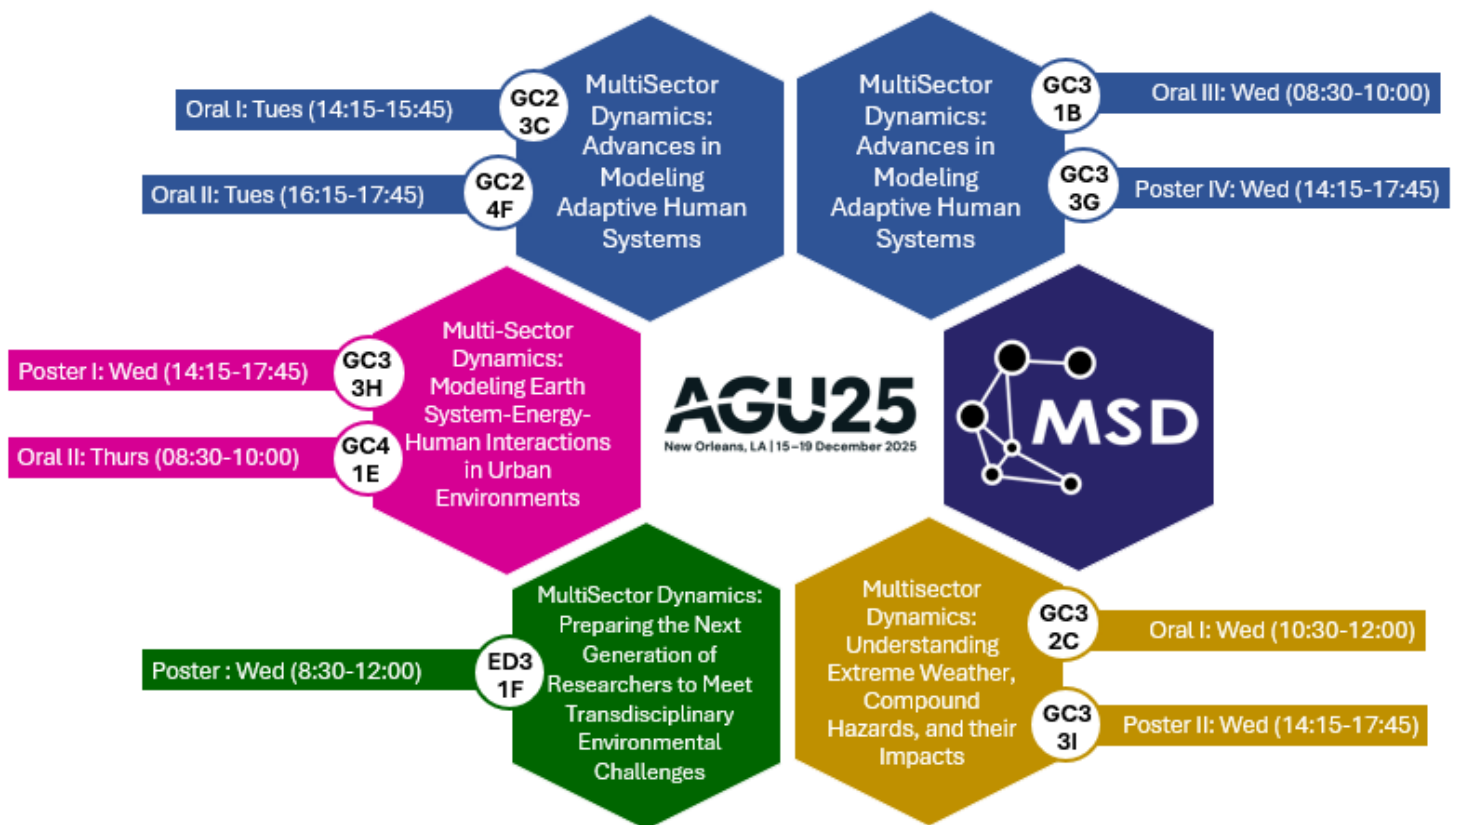 MultiSector
Dynamics:
Advances in
Modeling
Adaptive Human
Systems
Oral I: Tues (14:15-15:45)
GC2
3C
Oral II: Tues (16:15-17:45)
GC2
4F
MultiSector
Dynamics:
Advances in
Modeling
Adaptive Human
Systems
GC3
1B
Oral III: Wed (08:30-10:00)
GC3
3G
Poster IV: Wed (14:15-17:45)
Multi-Sector
Dynamics:
Modeling Earth
System-Energy-
Human Interactions
in Urban
Environments
Poster I: Wed (14:15-17:45)
GC3
3H
Oral II: Thurs (08:30-10:00)
GC4
1E
AGU25
New Orleans, LA | 15–19 December 2025
MSD
MultiSector Dynamics:
Preparing the Next
Generation of
Researchers to Meet
Transdisciplinary
Environmental
Challenges
Poster : Wed (8:30-12:00)
ED3
1F
Multisector
Dynamics:
Understanding
Extreme Weather,
Compound
Hazards, and their
Impacts
GC3
2C
Oral I: Wed (10:30-12:00)
GC3
3I
Poster II: Wed (14:15-17:45)